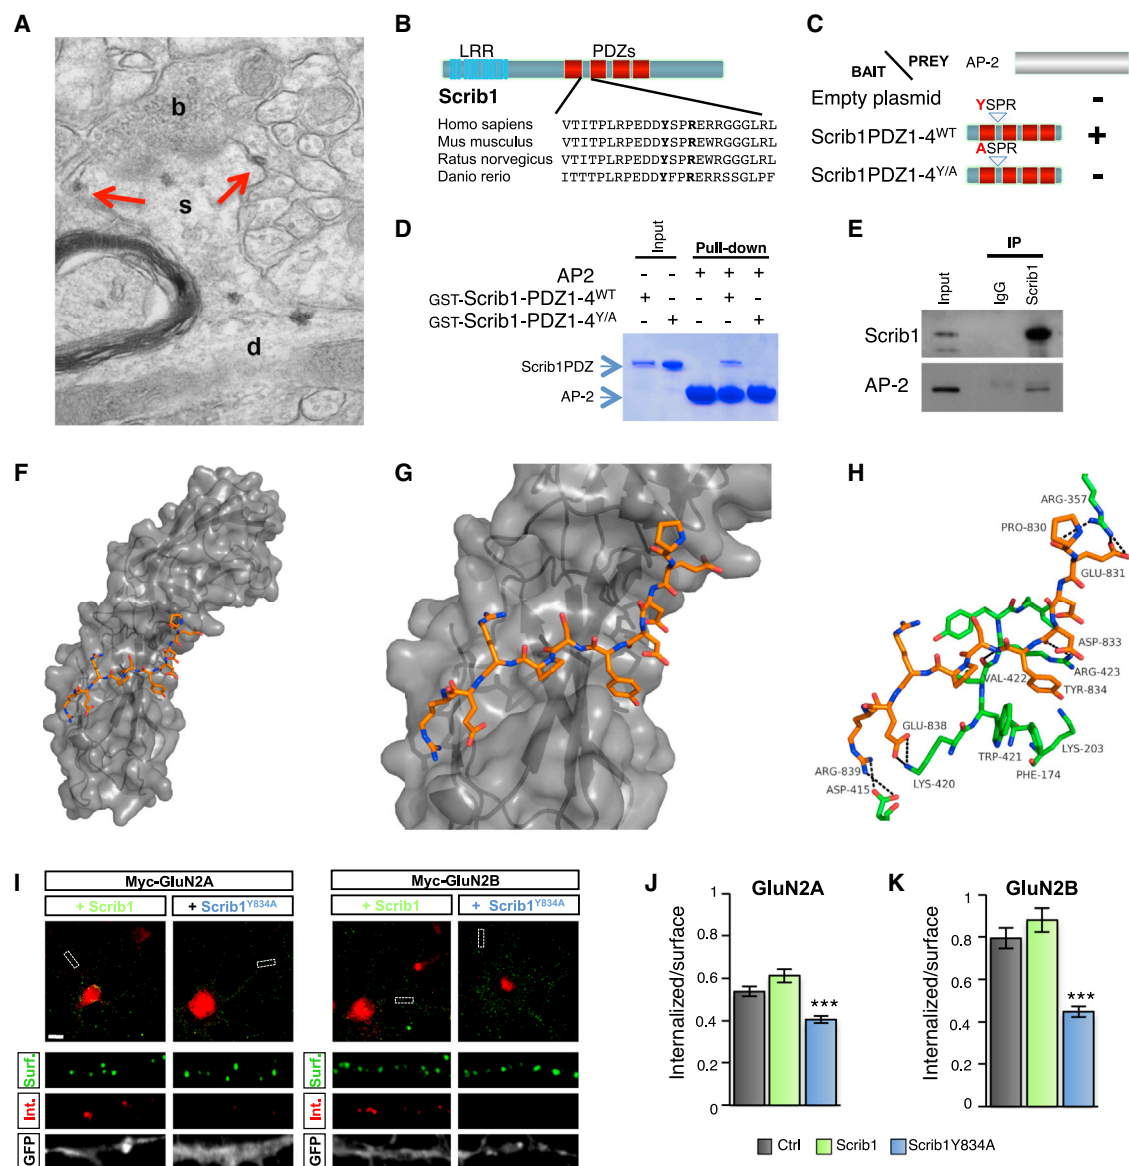 A
b
s
d
B
LRR PDZs
Scrib1
Homo sapiens VTITPLRPEDDYSPRERRGGGLRL
Mus musculus VTITPLRPEDDYSPREWRGGGLRL
Ratus norvegicus VTITPLRPEDDYSPREWRGGGLRL
Danio rerio ITTTPLRPEDDYFPRERRSSGLPF
C
BAIT PREY AP-2
Empty plasmid -
YSPR
Scrib1PDZ1-4WT +
ASPR
Scrib1PDZ1-4Y/A -
D
Input Pull-down
AP2 - - + + +
GST-Scrib1-PDZ1-4WT + - - + -
GST-Scrib1-PDZ1-4Y/A - + - - +
Scrib1PDZ
AP-2
E
IP
Input IgG Scrib1
Scrib1
AP-2
F
G
H
ARG-357
PRO-830
GLU-831
ASP-833
ARG-423
VAL-422
TYR-834
GLU-838
LYS-203
TRP-421
ARG-839
PHE-174
LYS-420
ASP-415
I
Myc-GluN2A Myc-GluN2B
+ Scrib1 + Scrib1Y834A + Scrib1 + Scrib1Y834A
Surf. Surf.
Int. Int.
GFP GFP
J
GluN2A
Internalized/surface
1
0.8
0.6
0.4
0.2
0
***
K
GluN2B
Internalized/surface
1
0.8
0.6
0.4
0.2
0
***
Ctrl Scrib1 Scrib1Y834A